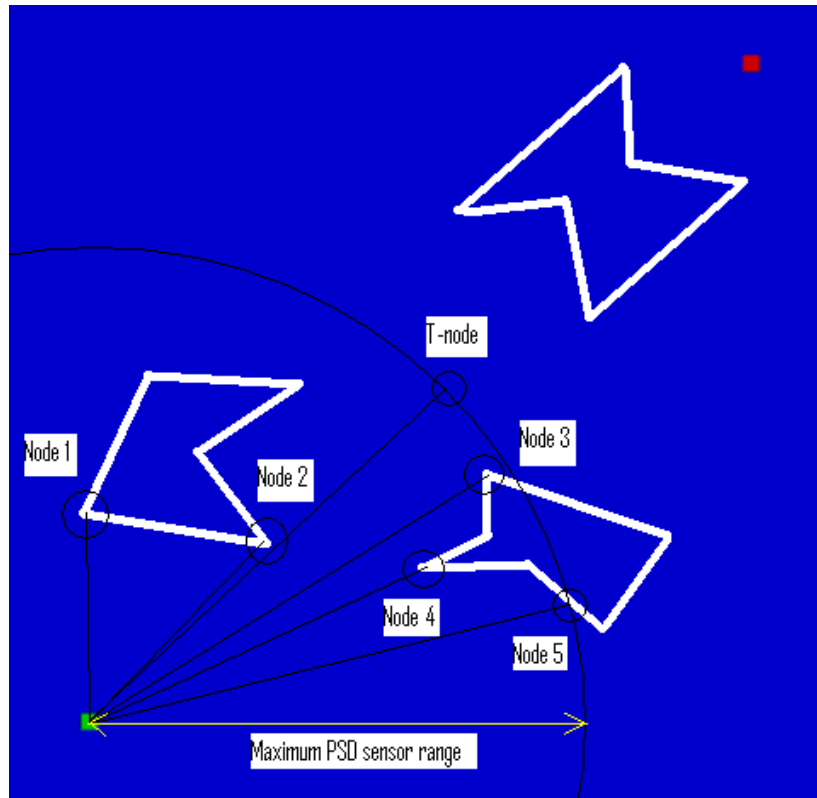 T-node
Node 3
Node 1
Node 2
Node 4
Node 5
Maximum PSD sensor range